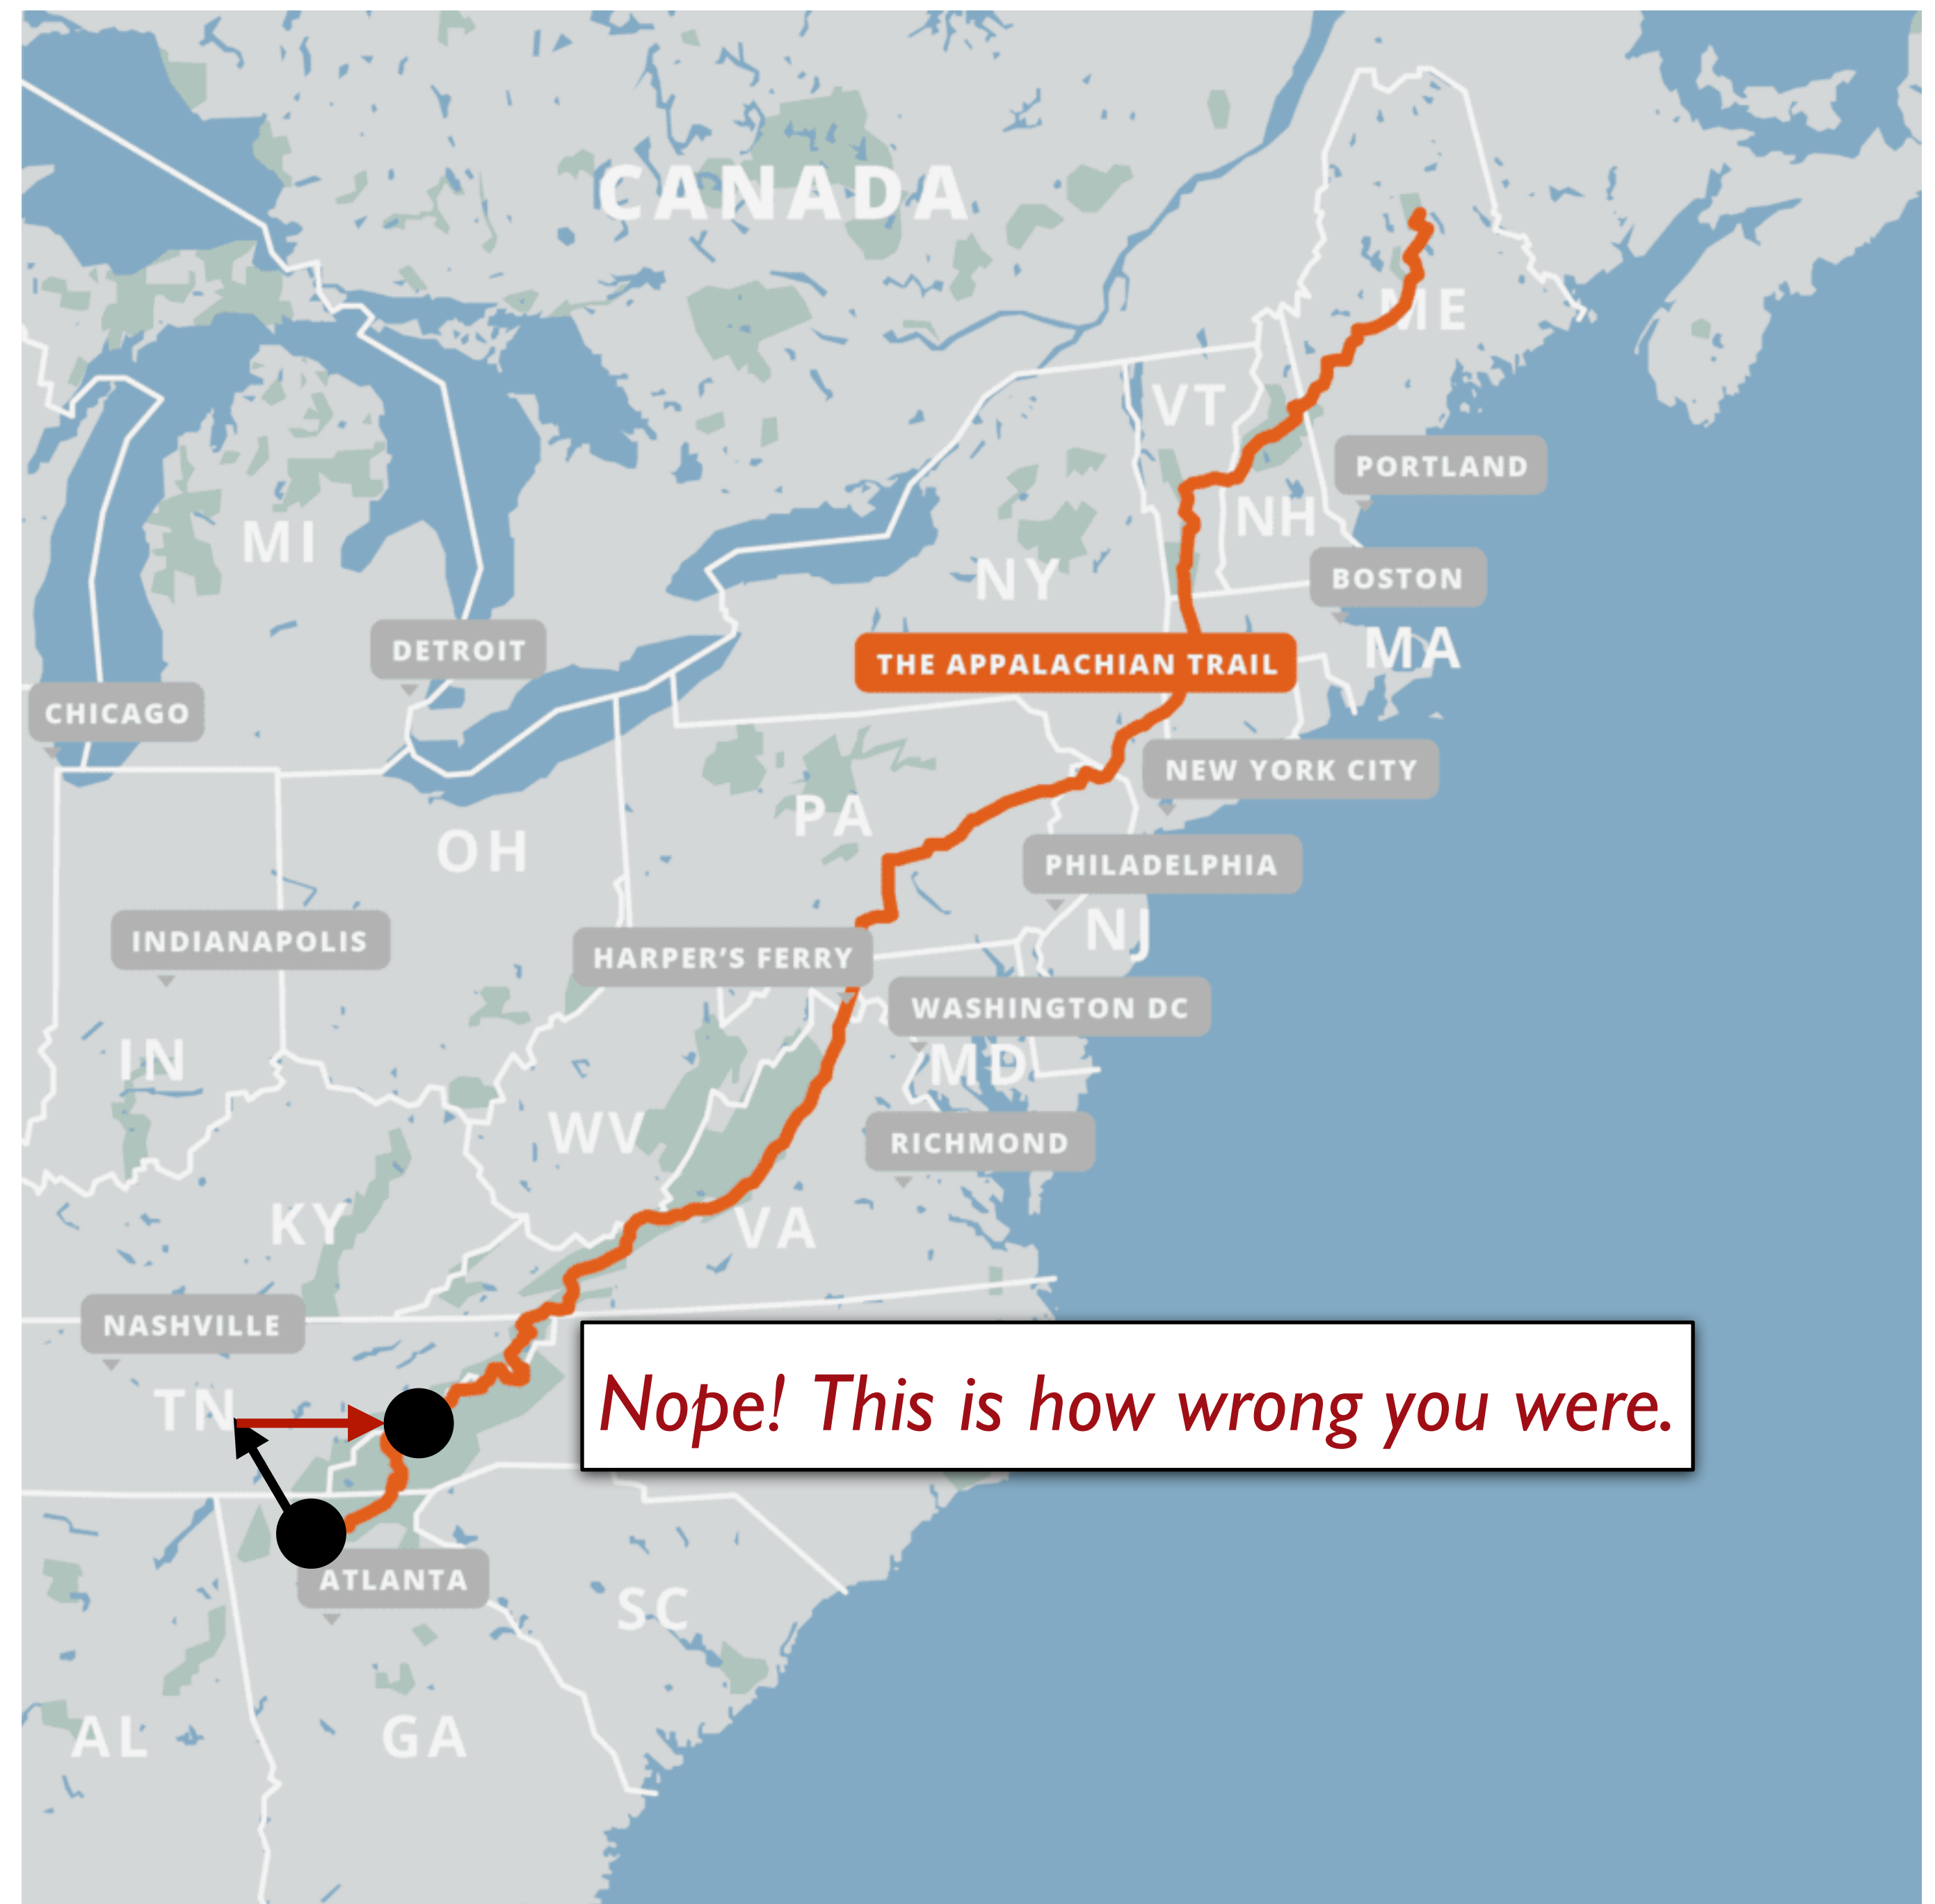 CANADA
ME
VT
PORTLAND
NH
MI
BOSTON
NY
MA
DETROIT
THE APPALACHIAN TRAIL
CHICAGO
NEW YORK CITY
PA
OH
PHILADELPHIA
NJ
INDIANAPOLIS
HARPER’S FERRY
WASHINGTON DC
IN
MD
WV
RICHMOND
KY
VA
NASHVILLE
TN
Nope! This is how wrong you were.
ATLANTA
SC
AL
GA